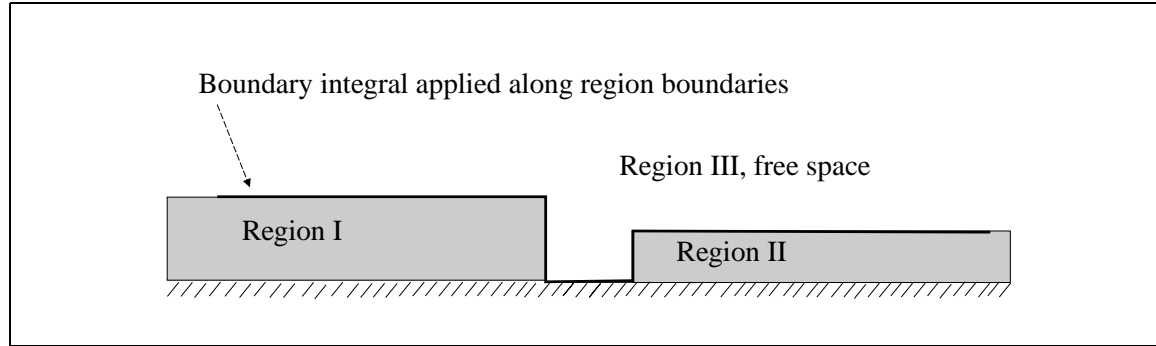 Boundary integral applied along region boundaries
Region III, free space
Region I
Region II